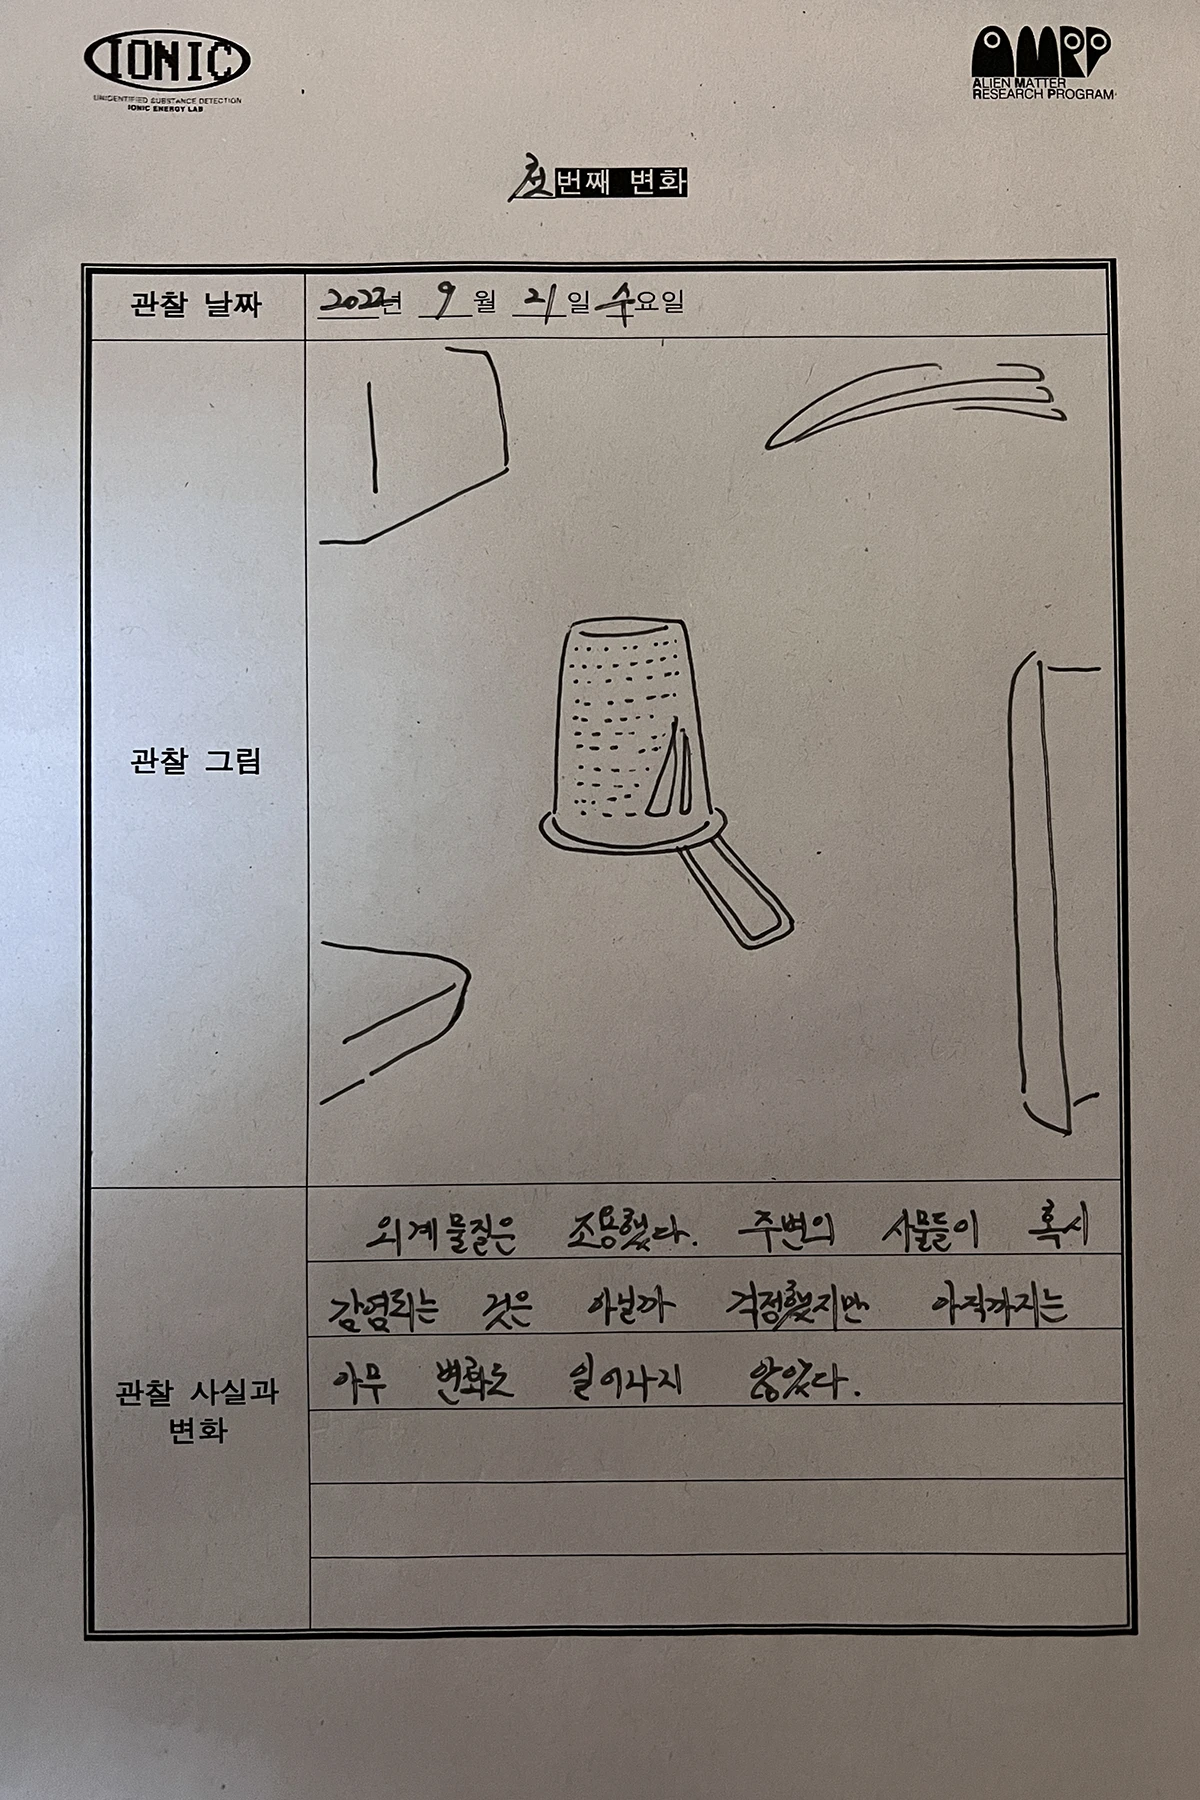 IONIC
UNIDENTIFIED SUBSTANCE DETECTION
IONIC ENERGY LAB
AMRP
ALIEN MATTER
RESEARCH PROGRAM
첫번째 변화
관찰 날짜
2022년 9월 21일 수요일
관찰 그림
관찰 사실과
변화
외계물질은 조용했다. 주변의 사물들이 혹시
감염되는 것은 아닐까 걱정했지만 아직까지는
아무 변화도 일어나지 않았다.